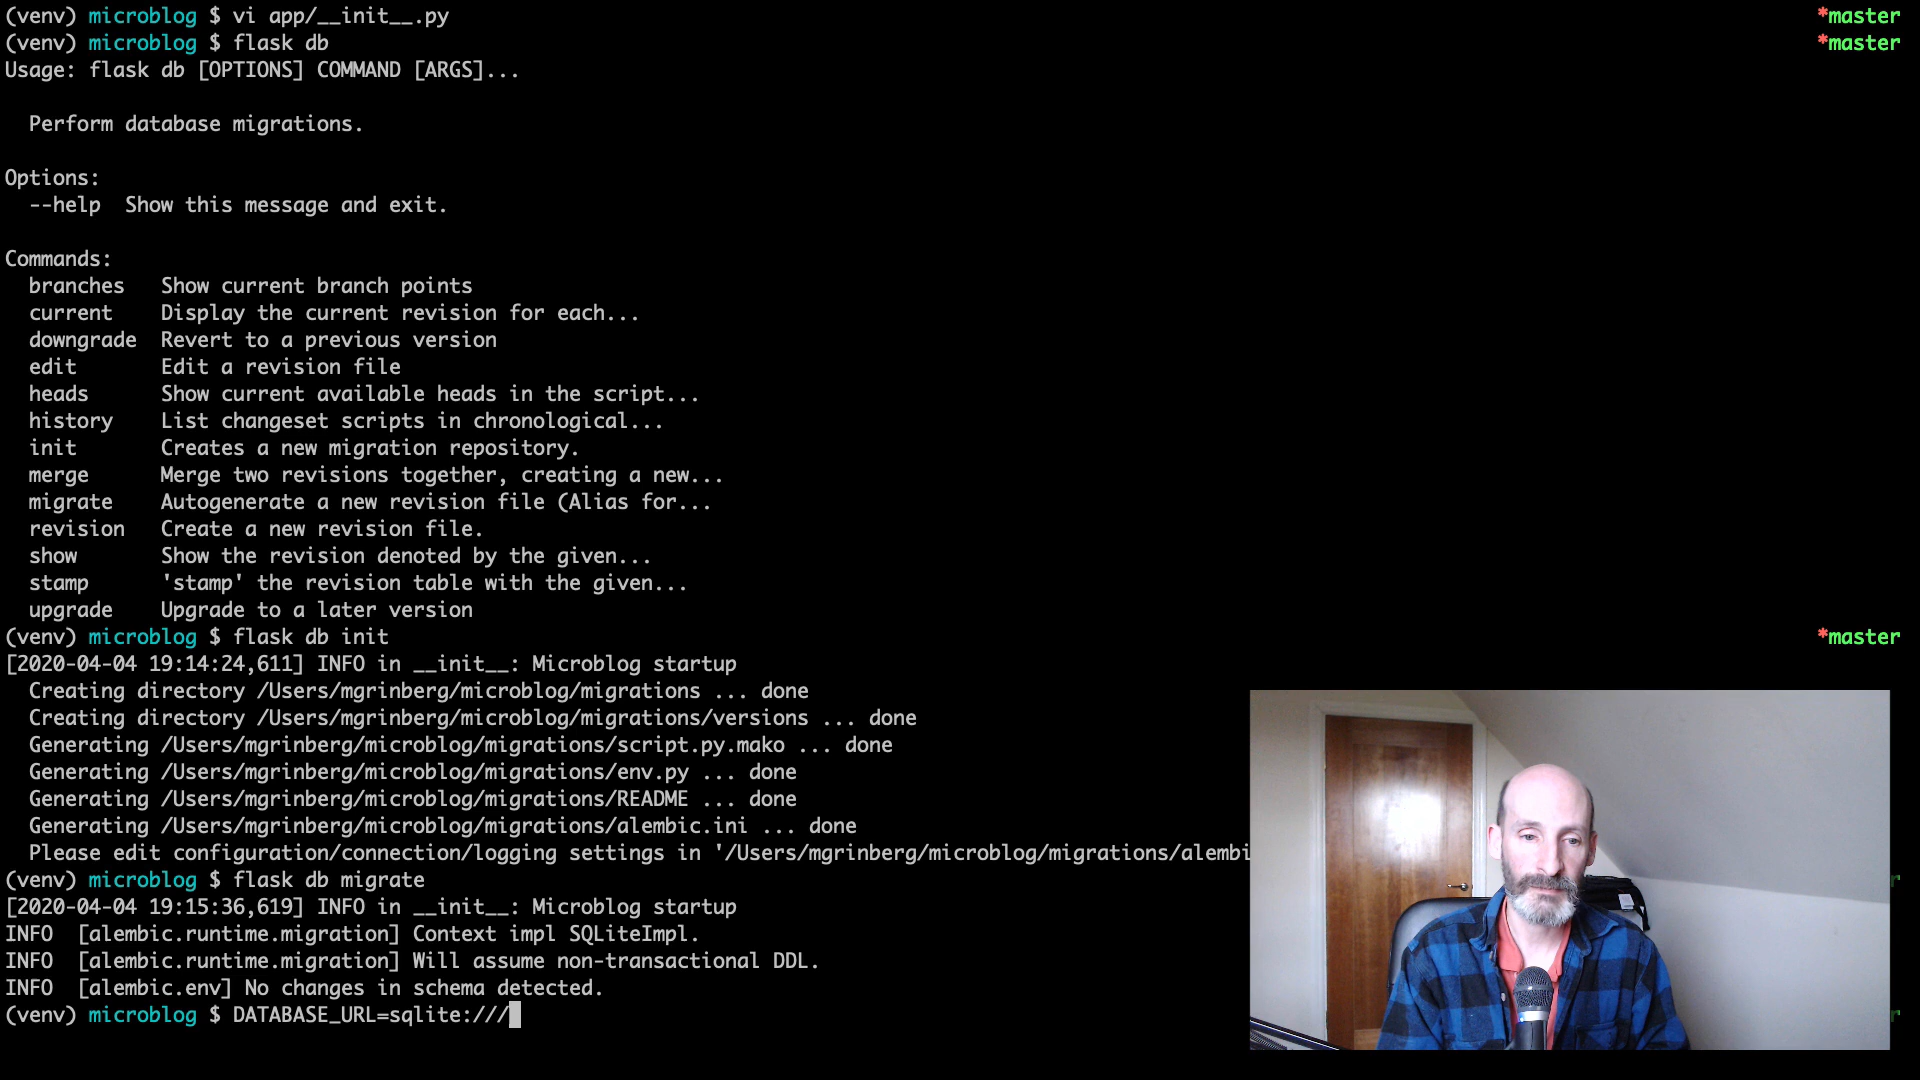 (venv) microblog $ vi app/__init__.py *master
(venv) microblog $ flask db *master
Usage: flask db [OPTIONS] COMMAND [ARGS]...
Perform database migrations.
Options:
--help  Show this message and exit.
Commands:
branches   Show current branch points
current    Display the current revision for each...
downgrade  Revert to a previous version
edit       Edit a revision file
heads      Show current available heads in the script...
history    List changeset scripts in chronological...
init       Creates a new migration repository.
merge      Merge two revisions together, creating a new...
migrate    Autogenerate a new revision file (Alias for...
revision   Create a new revision file.
show       Show the revision denoted by the given...
stamp      'stamp' the revision table with the given...
upgrade    Upgrade to a later version
(venv) microblog $ flask db init *master
[2020-04-04 19:14:24,611] INFO in __init__: Microblog startup
Creating directory /Users/mgrinberg/microblog/migrations ... done
Creating directory /Users/mgrinberg/microblog/migrations/versions ... done
Generating /Users/mgrinberg/microblog/migrations/script.py.mako ... done
Generating /Users/mgrinberg/microblog/migrations/env.py ... done
Generating /Users/mgrinberg/microblog/migrations/README ... done
Generating /Users/mgrinberg/microblog/migrations/alembic.ini ... done
Please edit configuration/connection/logging settings in '/Users/mgrinberg/microblog/migrations/alembi
(venv) microblog $ flask db migrate
[2020-04-04 19:15:36,619] INFO in __init__: Microblog startup
INFO  [alembic.runtime.migration] Context impl SQLiteImpl.
INFO  [alembic.runtime.migration] Will assume non-transactional DDL.
INFO  [alembic.env] No changes in schema detected.
(venv) microblog $ DATABASE_URL=sqlite:///